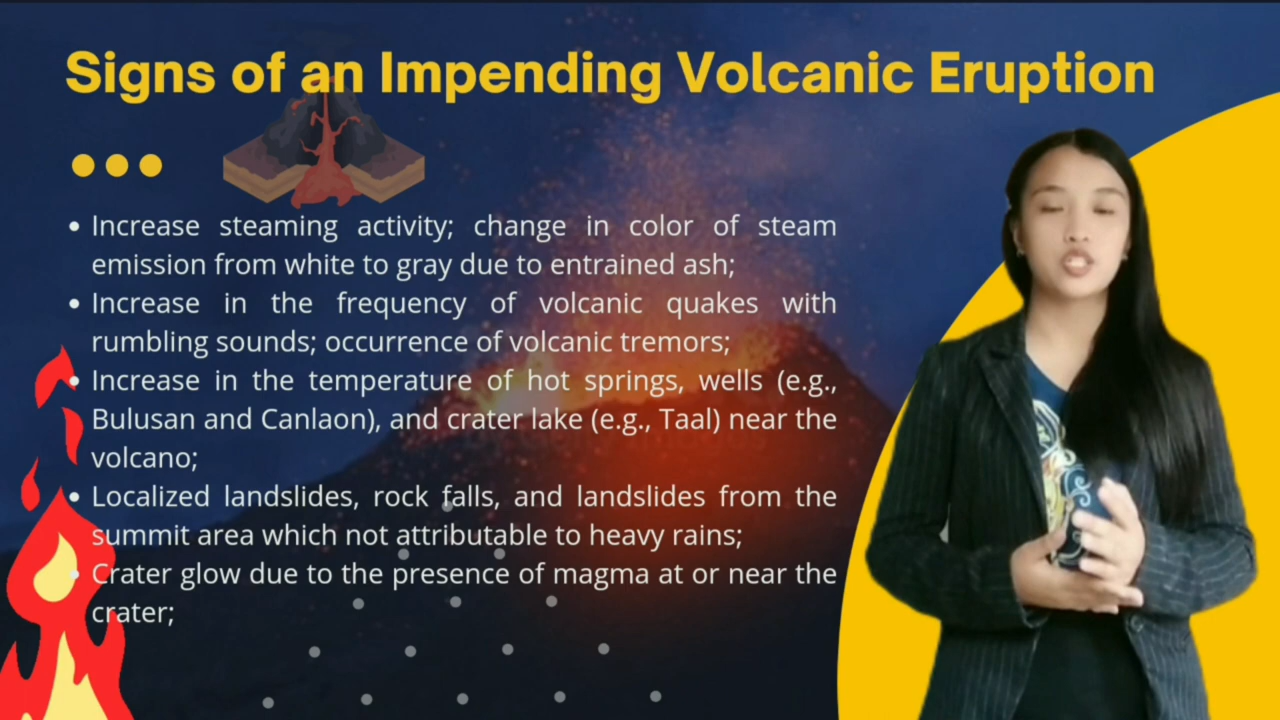 Signs of an Impending Volcanic Eruption
• Increase steaming activity; change in color of steam
emission from white to gray due to entrained ash;
• Increase in the frequency of volcanic quakes with
rumbling sounds; occurrence of volcanic tremors;
• Increase in the temperature of hot springs, wells (e.g.,
Bulusan and Canlaon), and crater lake (e.g., Taal) near the
volcano;
• Localized landslides, rock falls, and landslides from the
summit area which not attributable to heavy rains;
• Crater glow due to the presence of magma at or near the
crater;